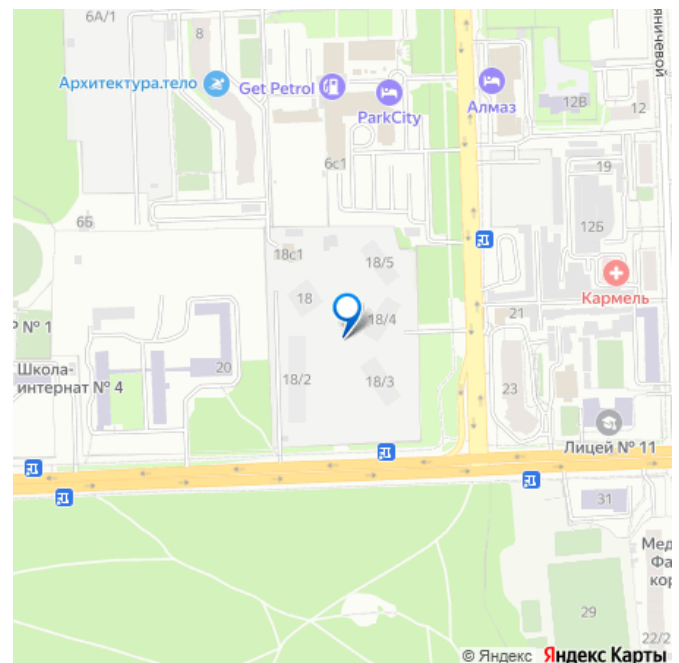 6А/1
8
Архитектура.тело
Get Petrol
ParkCity
Алмаз
12В
12
яничевой
6с1
19
6Б
12Б
18с1
18/5
Кармель
18
18/4
21
Р № 1
Школа-
интернат № 4
20
18/2
18/3
23
Лицей № 11
31
Мед
Фа
кор
29
22/2
© Яндекс Яндекс Карты